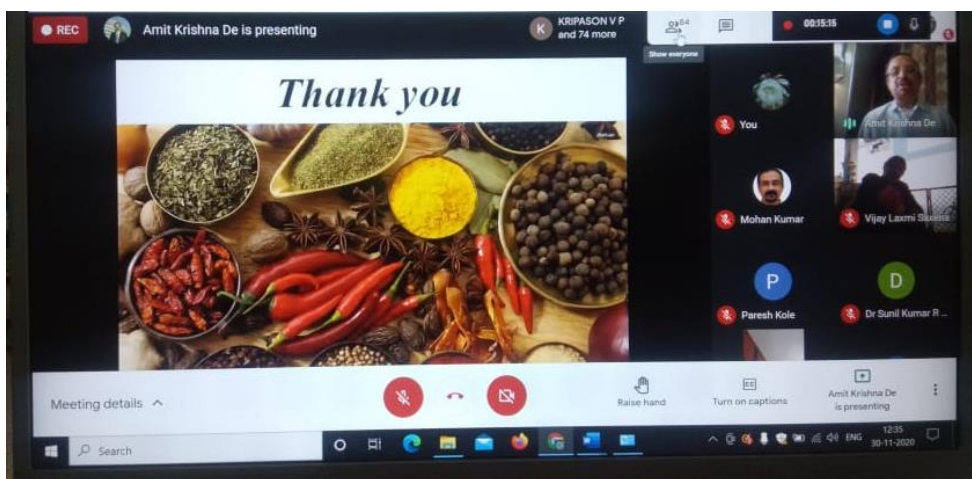 REC
Amit Krishna De is presenting
K
KRIPASON V P
and 74 more
84
00:15:15
Show everyone
Thank you
You
Amit Krishna De
Mohan Kumar
Vijay Laxmi Saxena
P
Paresh Kole
D
Dr Sunil Kumar R ...
Meeting details
Raise hand
CC
Turn on captions
Amit Krishna De
is presenting
Search
ENG
12:35
30-11-2020